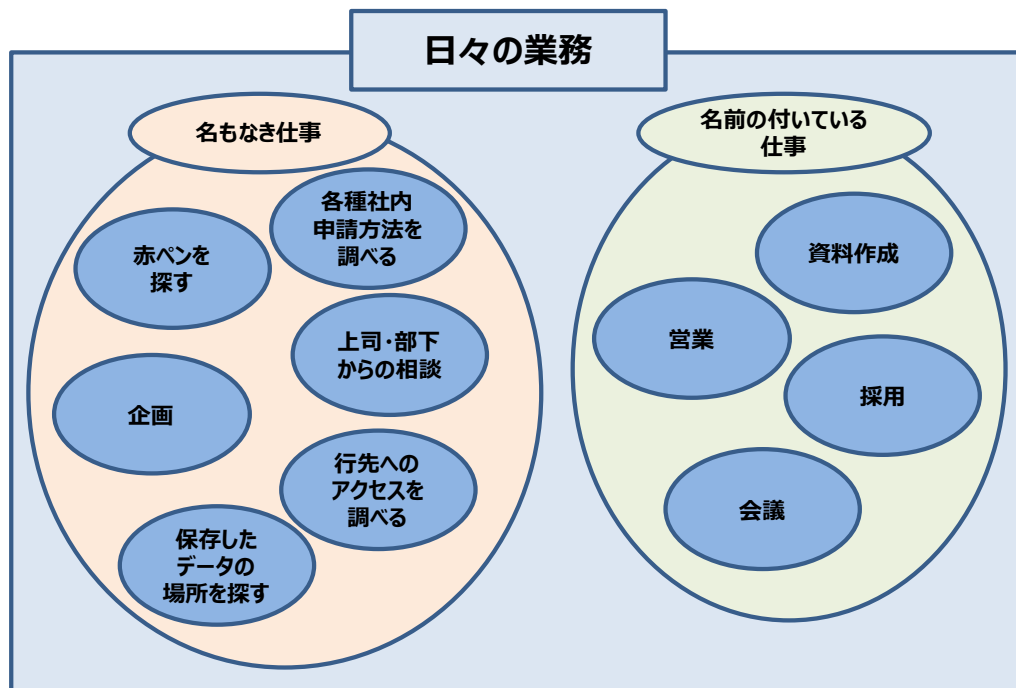 日々の業務
名もなき仕事
各種社内
申請方法を
調べる
赤ペンを
探す
上司・部下
からの相談
企画
行先への
アクセスを
調べる
保存した
データの
場所を探す
名前の付いている
仕事
資料作成
営業
採用
会議